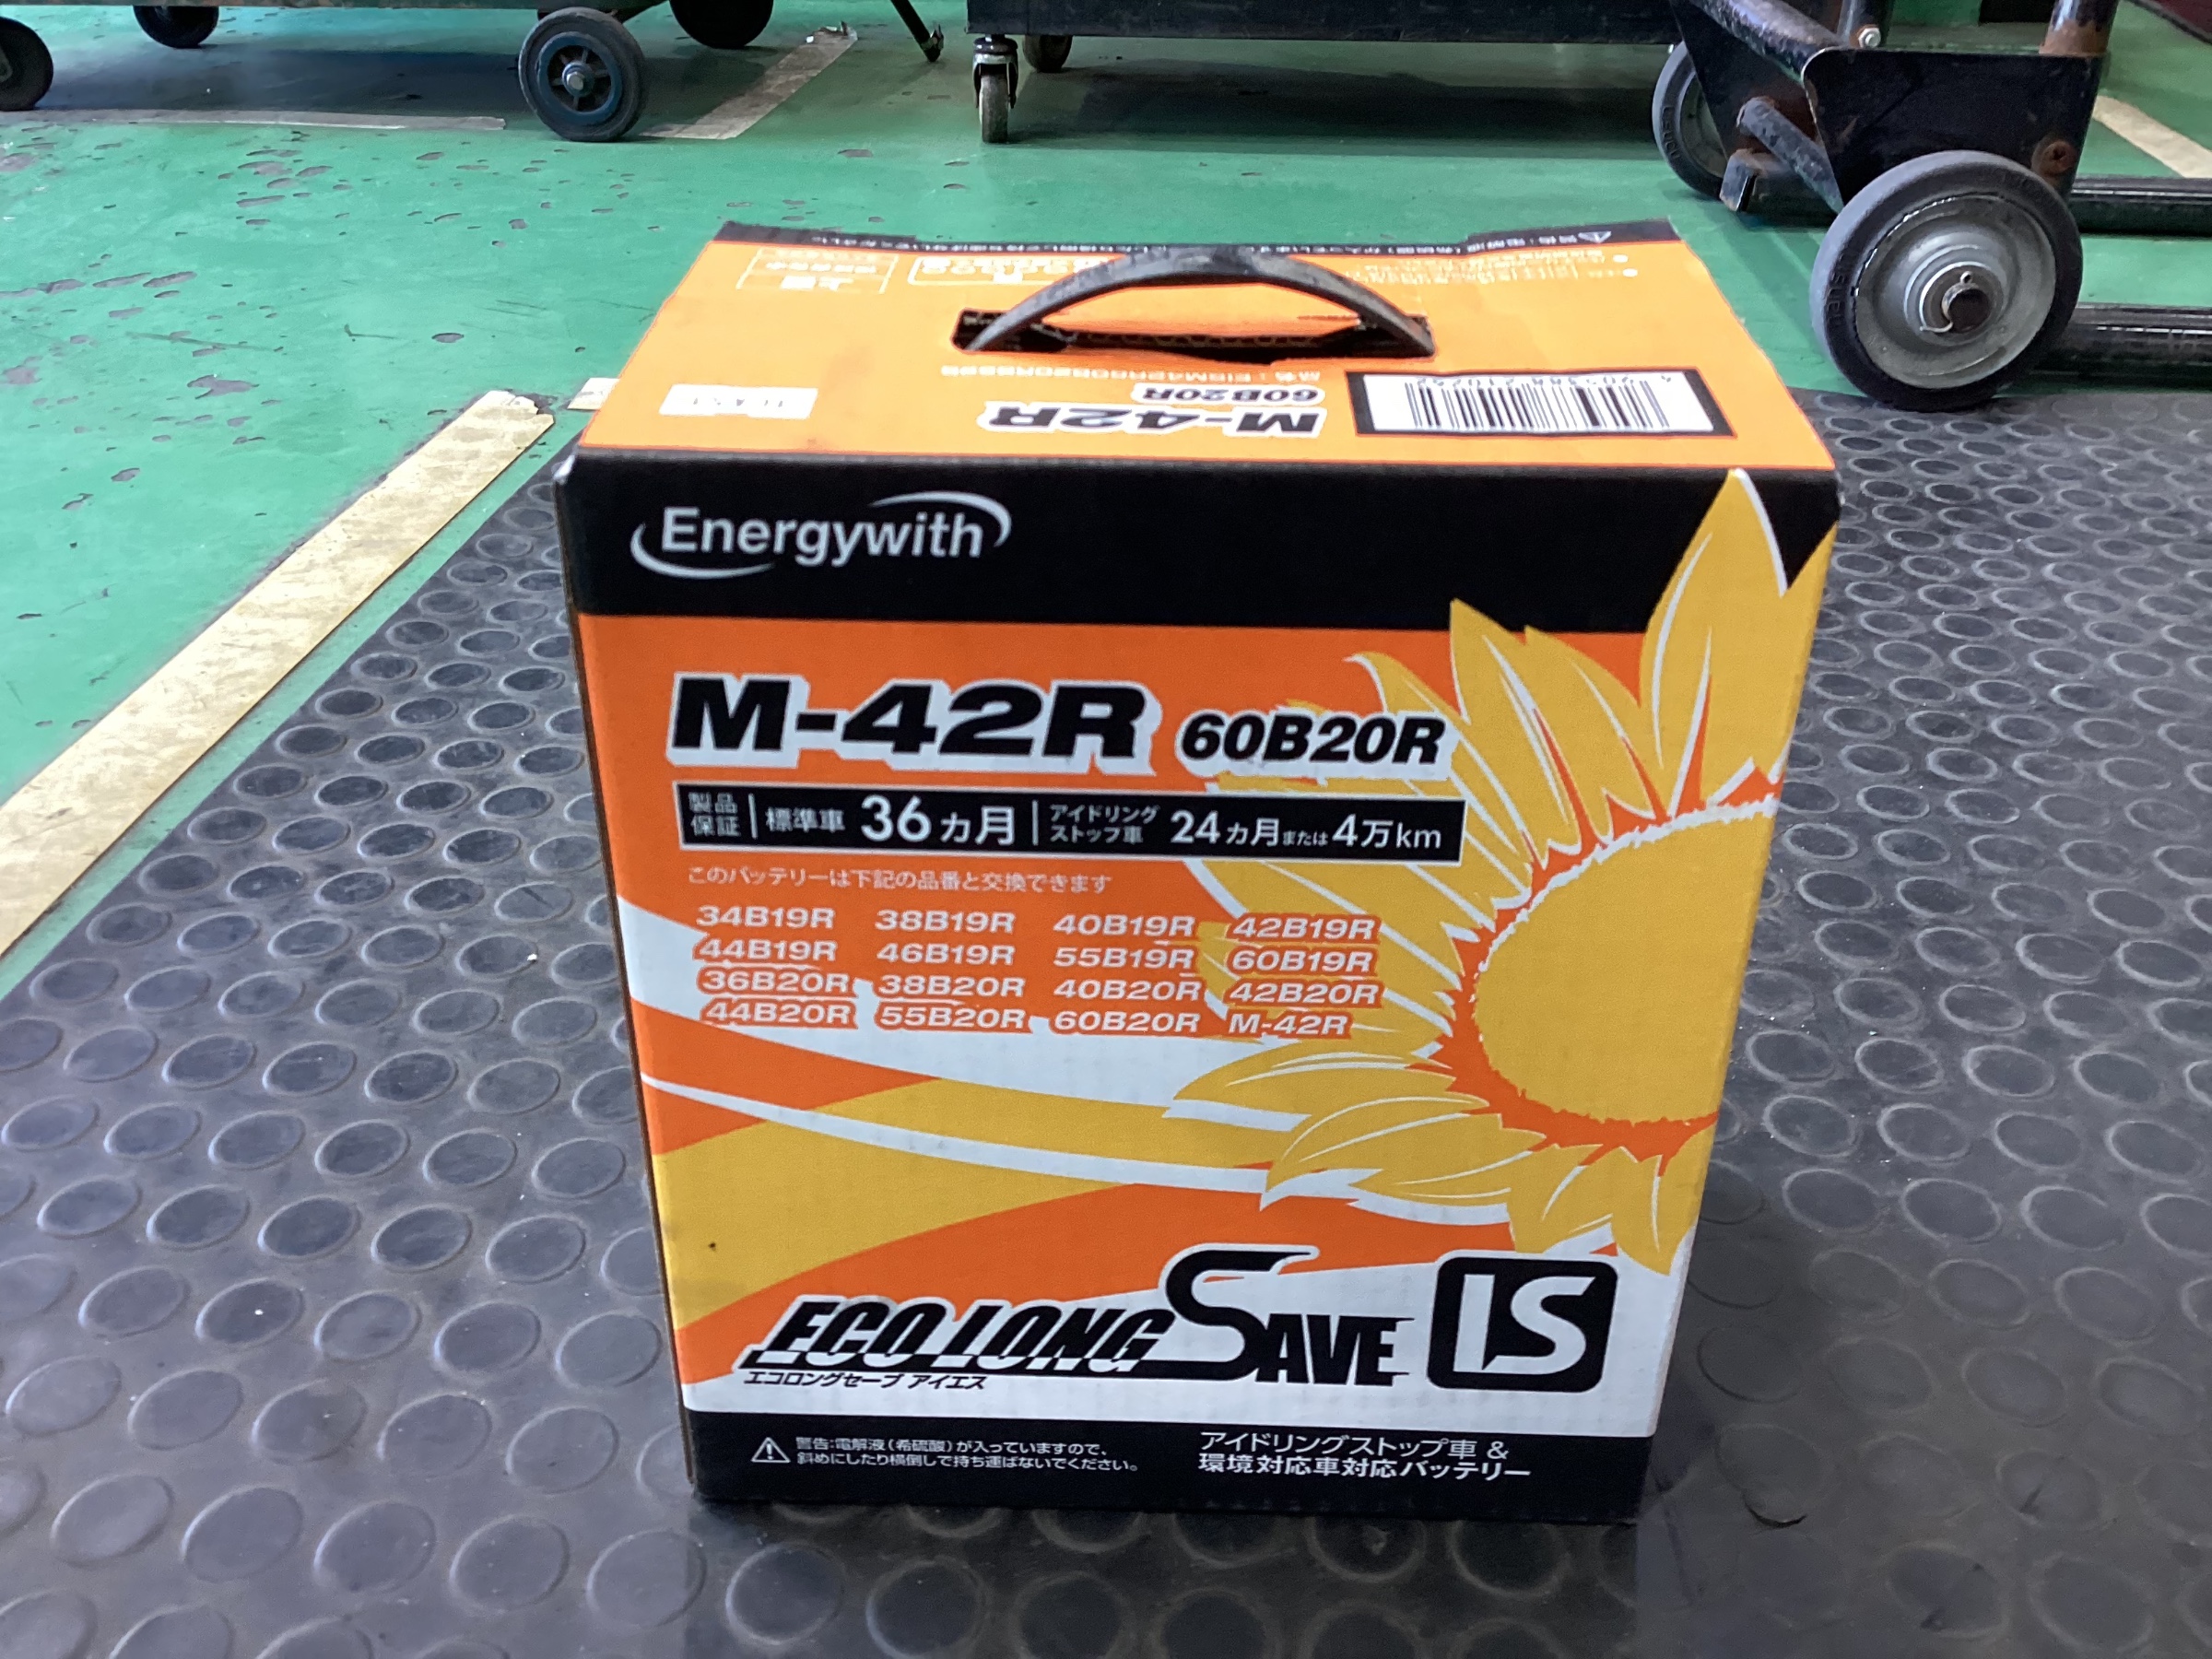 M-42R
60B20R
Energywith
M-42R 60B20R
製品保証 標準車 36ヵ月 アイドリングストップ車 24ヵ月または4万km
このバッテリーは下記の品番と交換できます
34B19R 38B19R 40B19R 42B19R
44B19R 46B19R 55B19R 60B19R
36B20R 38B20R 40B20R 42B20R
44B20R 55B20R 60B20R M-42R
ECO LONG SAVE IS
エコロングセーブ アイエス
警告:電解液(希硫酸)が入っていますので、
斜めにしたり横倒しで持ち運ばないでください。
アイドリングストップ車 &
環境対応車対応バッテリー